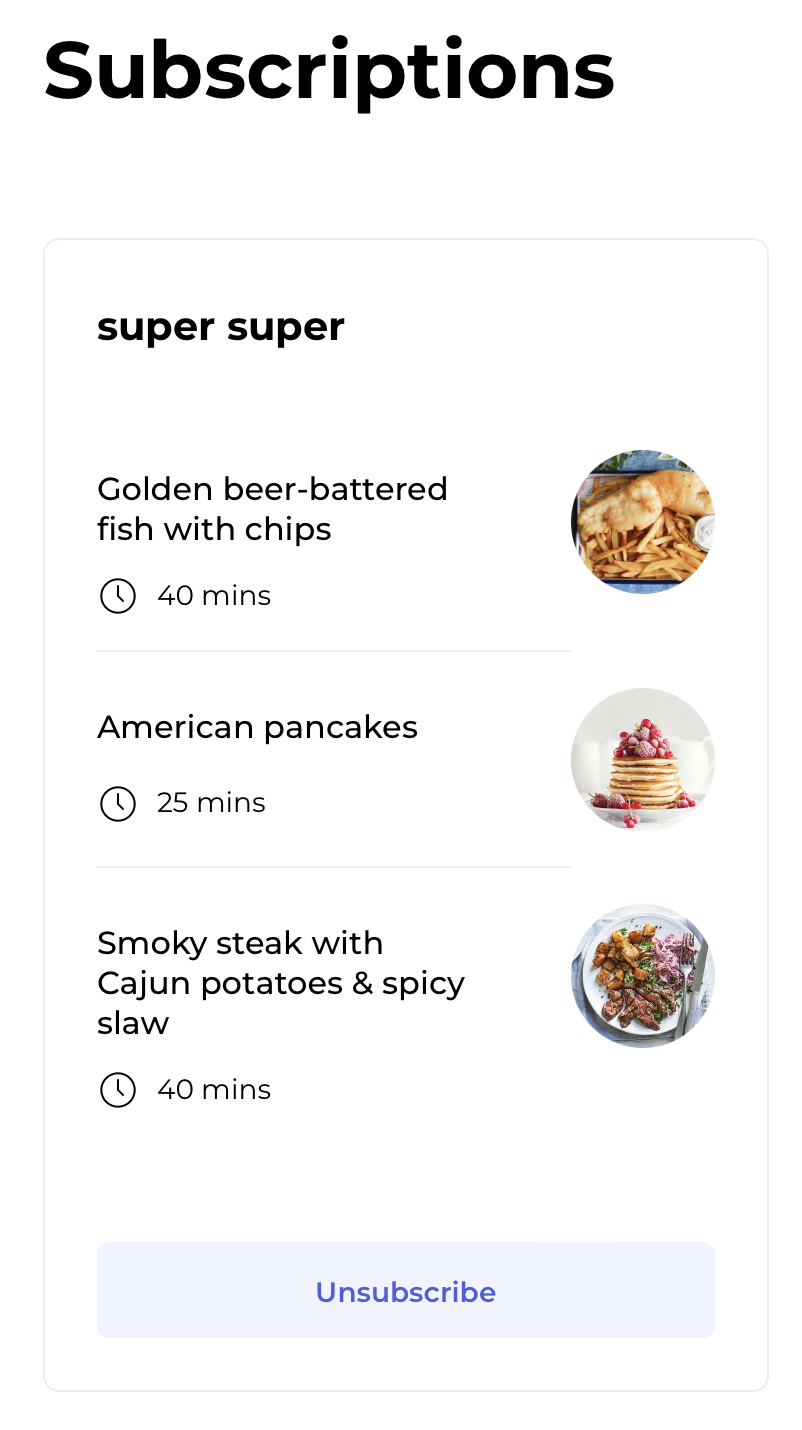 Subscriptions
super super
Golden beer-battered
fish with chips
40 mins
American pancakes
25 mins
Smoky steak with
Cajun potatoes & spicy
slaw
40 mins
Unsubscribe